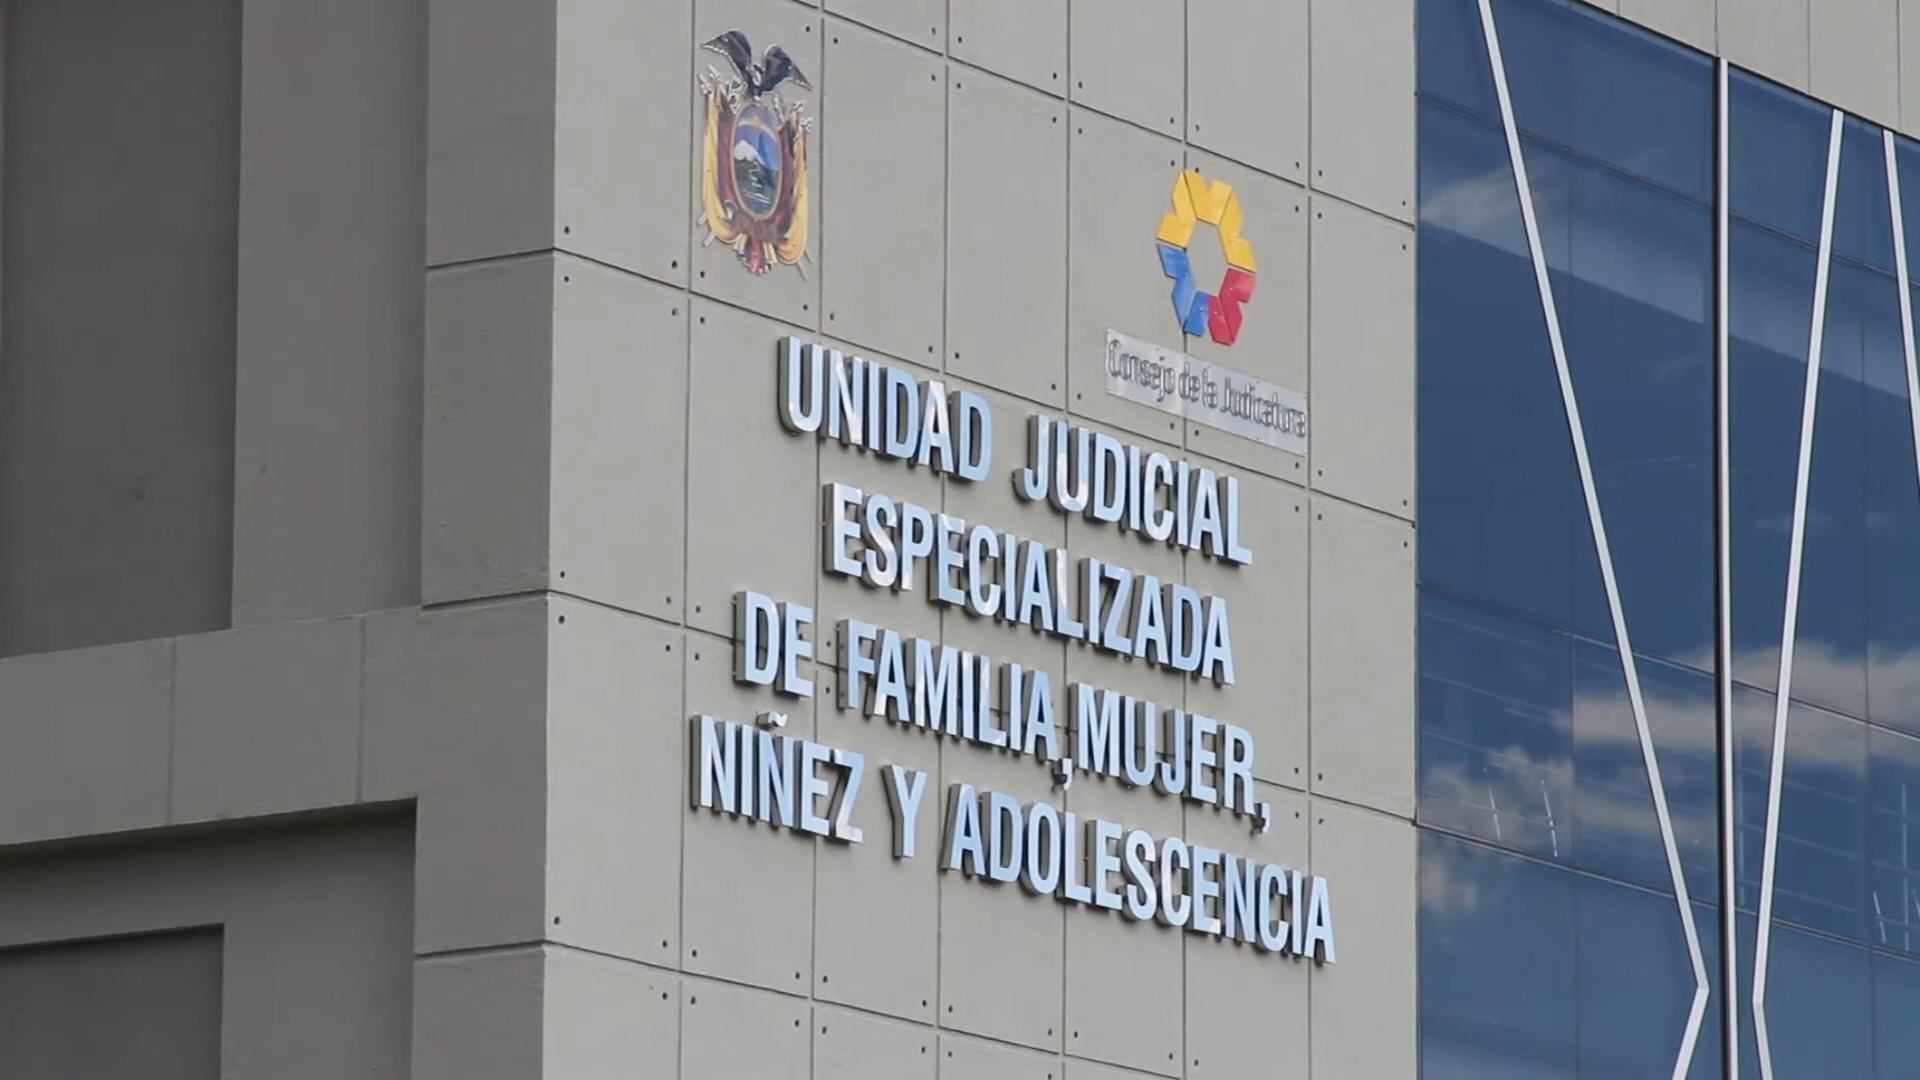 Consejo de la Judicatura
UNIDAD JUDICIAL
ESPECIALIZADA
DE FAMILIA,MUJER,
NIÑEZ Y ADOLESCENCIA